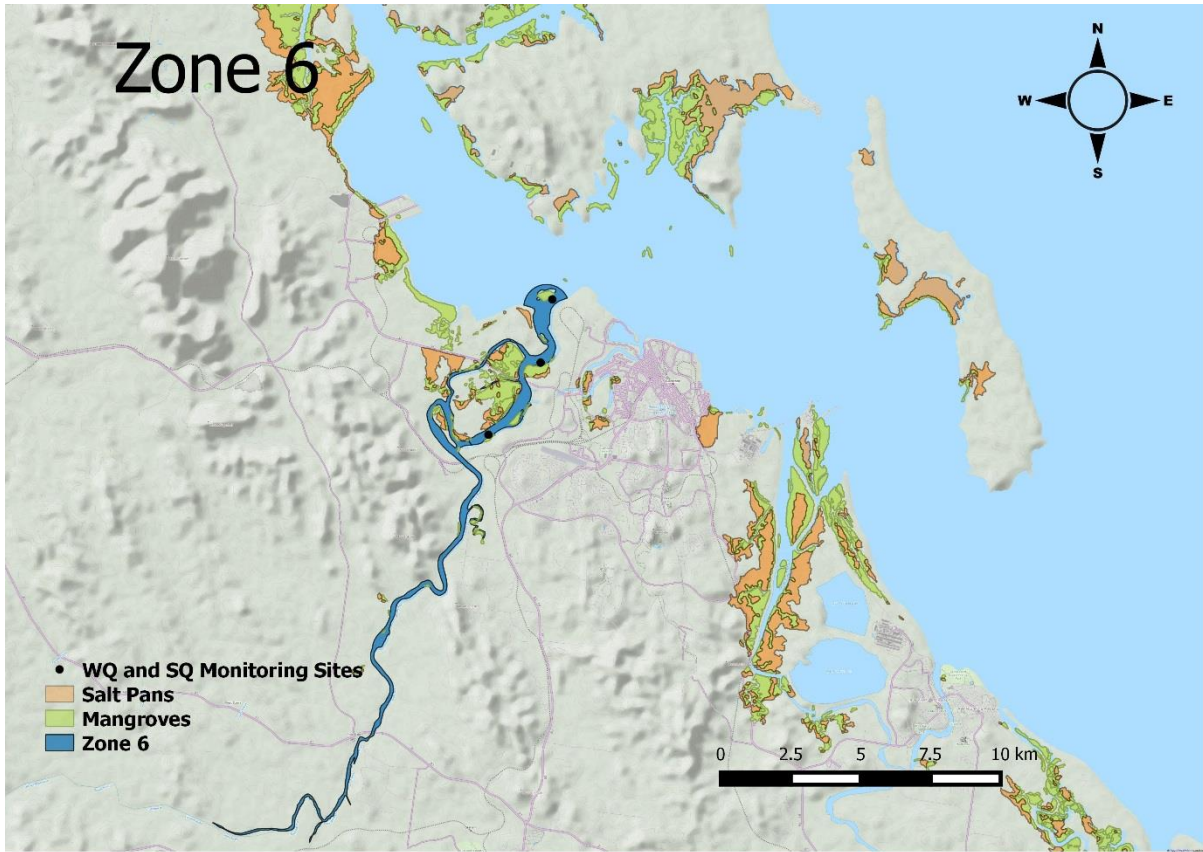 Zone 6
N
W E
S
WQ and SQ Monitoring Sites
Salt Pans
Mangroves
Zone 6
0 2.5 5 7.5 10 km